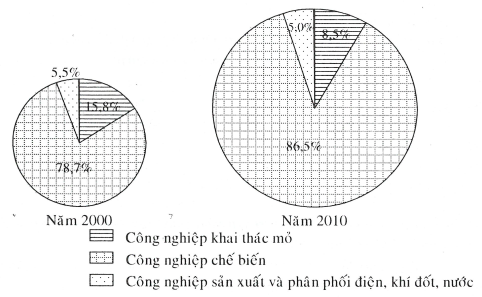 5,5%
15,8%
78,7%
Năm 2000
5,0%
8,5%
86,5%
Năm 2010
Công nghiệp khai thác mỏ
Công nghiệp chế biến
Công nghiệp sản xuất và phân phối điện, khí đốt, nước